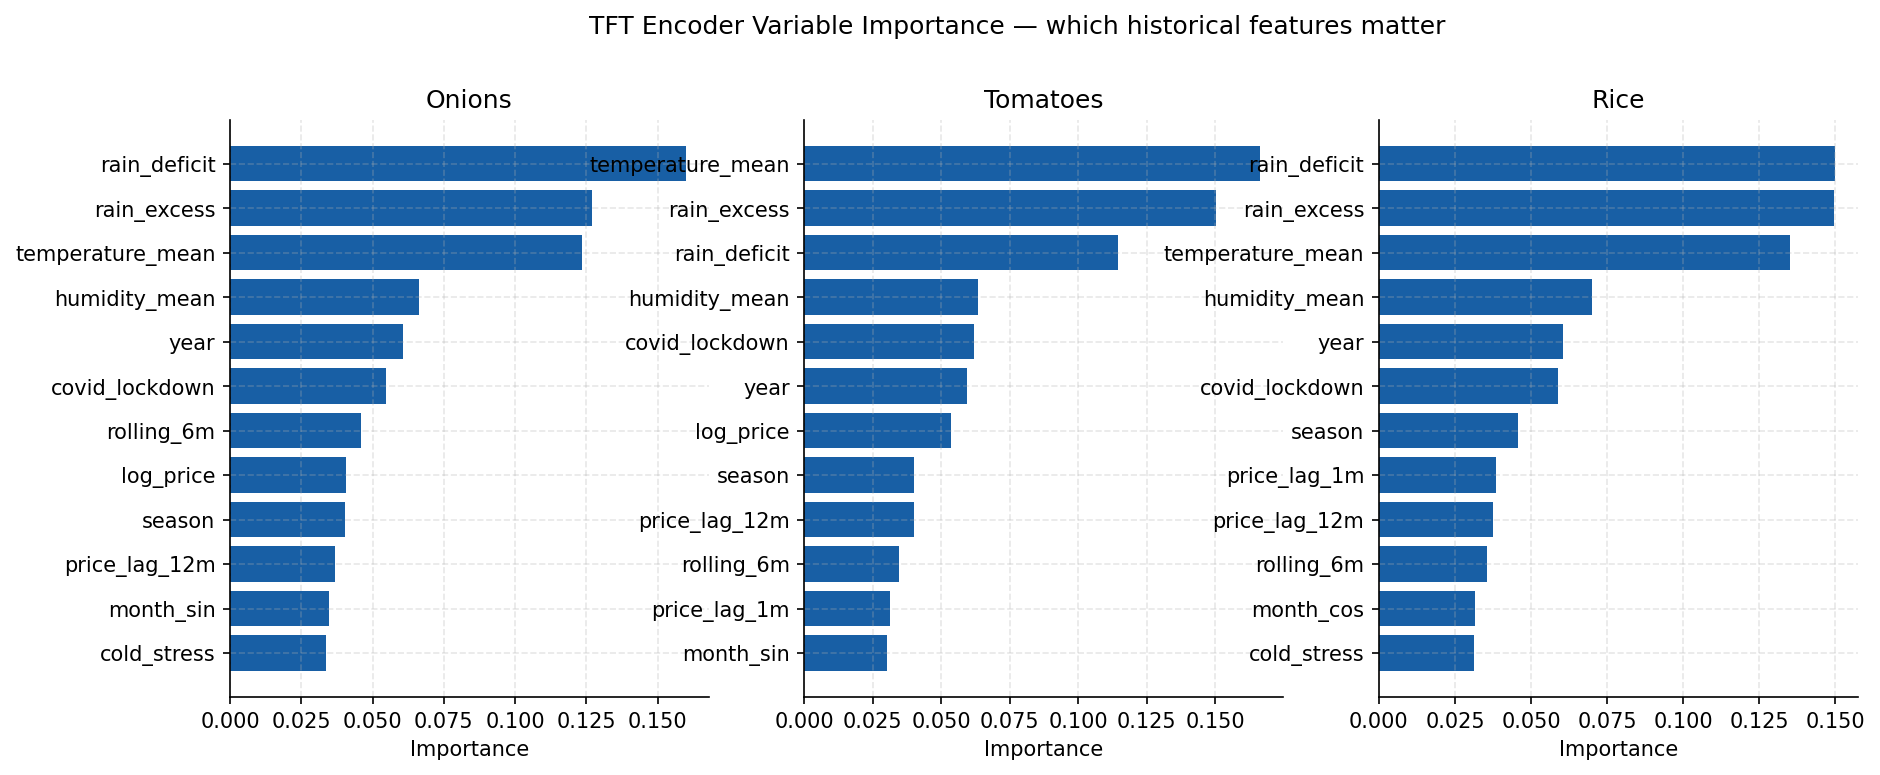 TFT Encoder Variable Importance — which historical features matter
Onions
rain_deficit
rain_excess
temperature_mean
humidity_mean
year
covid_lockdown
rolling_6m
log_price
season
price_lag_12m
month_sin
cold_stress
0.000 0.025 0.050 0.075 0.100 0.125 0.150
Importance
Tomatoes
temperature_mean
rain_excess
rain_deficit
humidity_mean
covid_lockdown
year
log_price
season
price_lag_12m
rolling_6m
price_lag_1m
month_sin
0.000 0.025 0.050 0.075 0.100 0.125 0.150
Importance
Rice
rain_deficit
rain_excess
temperature_mean
humidity_mean
year
covid_lockdown
season
price_lag_1m
price_lag_12m
rolling_6m
month_cos
cold_stress
0.000 0.025 0.050 0.075 0.100 0.125 0.150
Importance